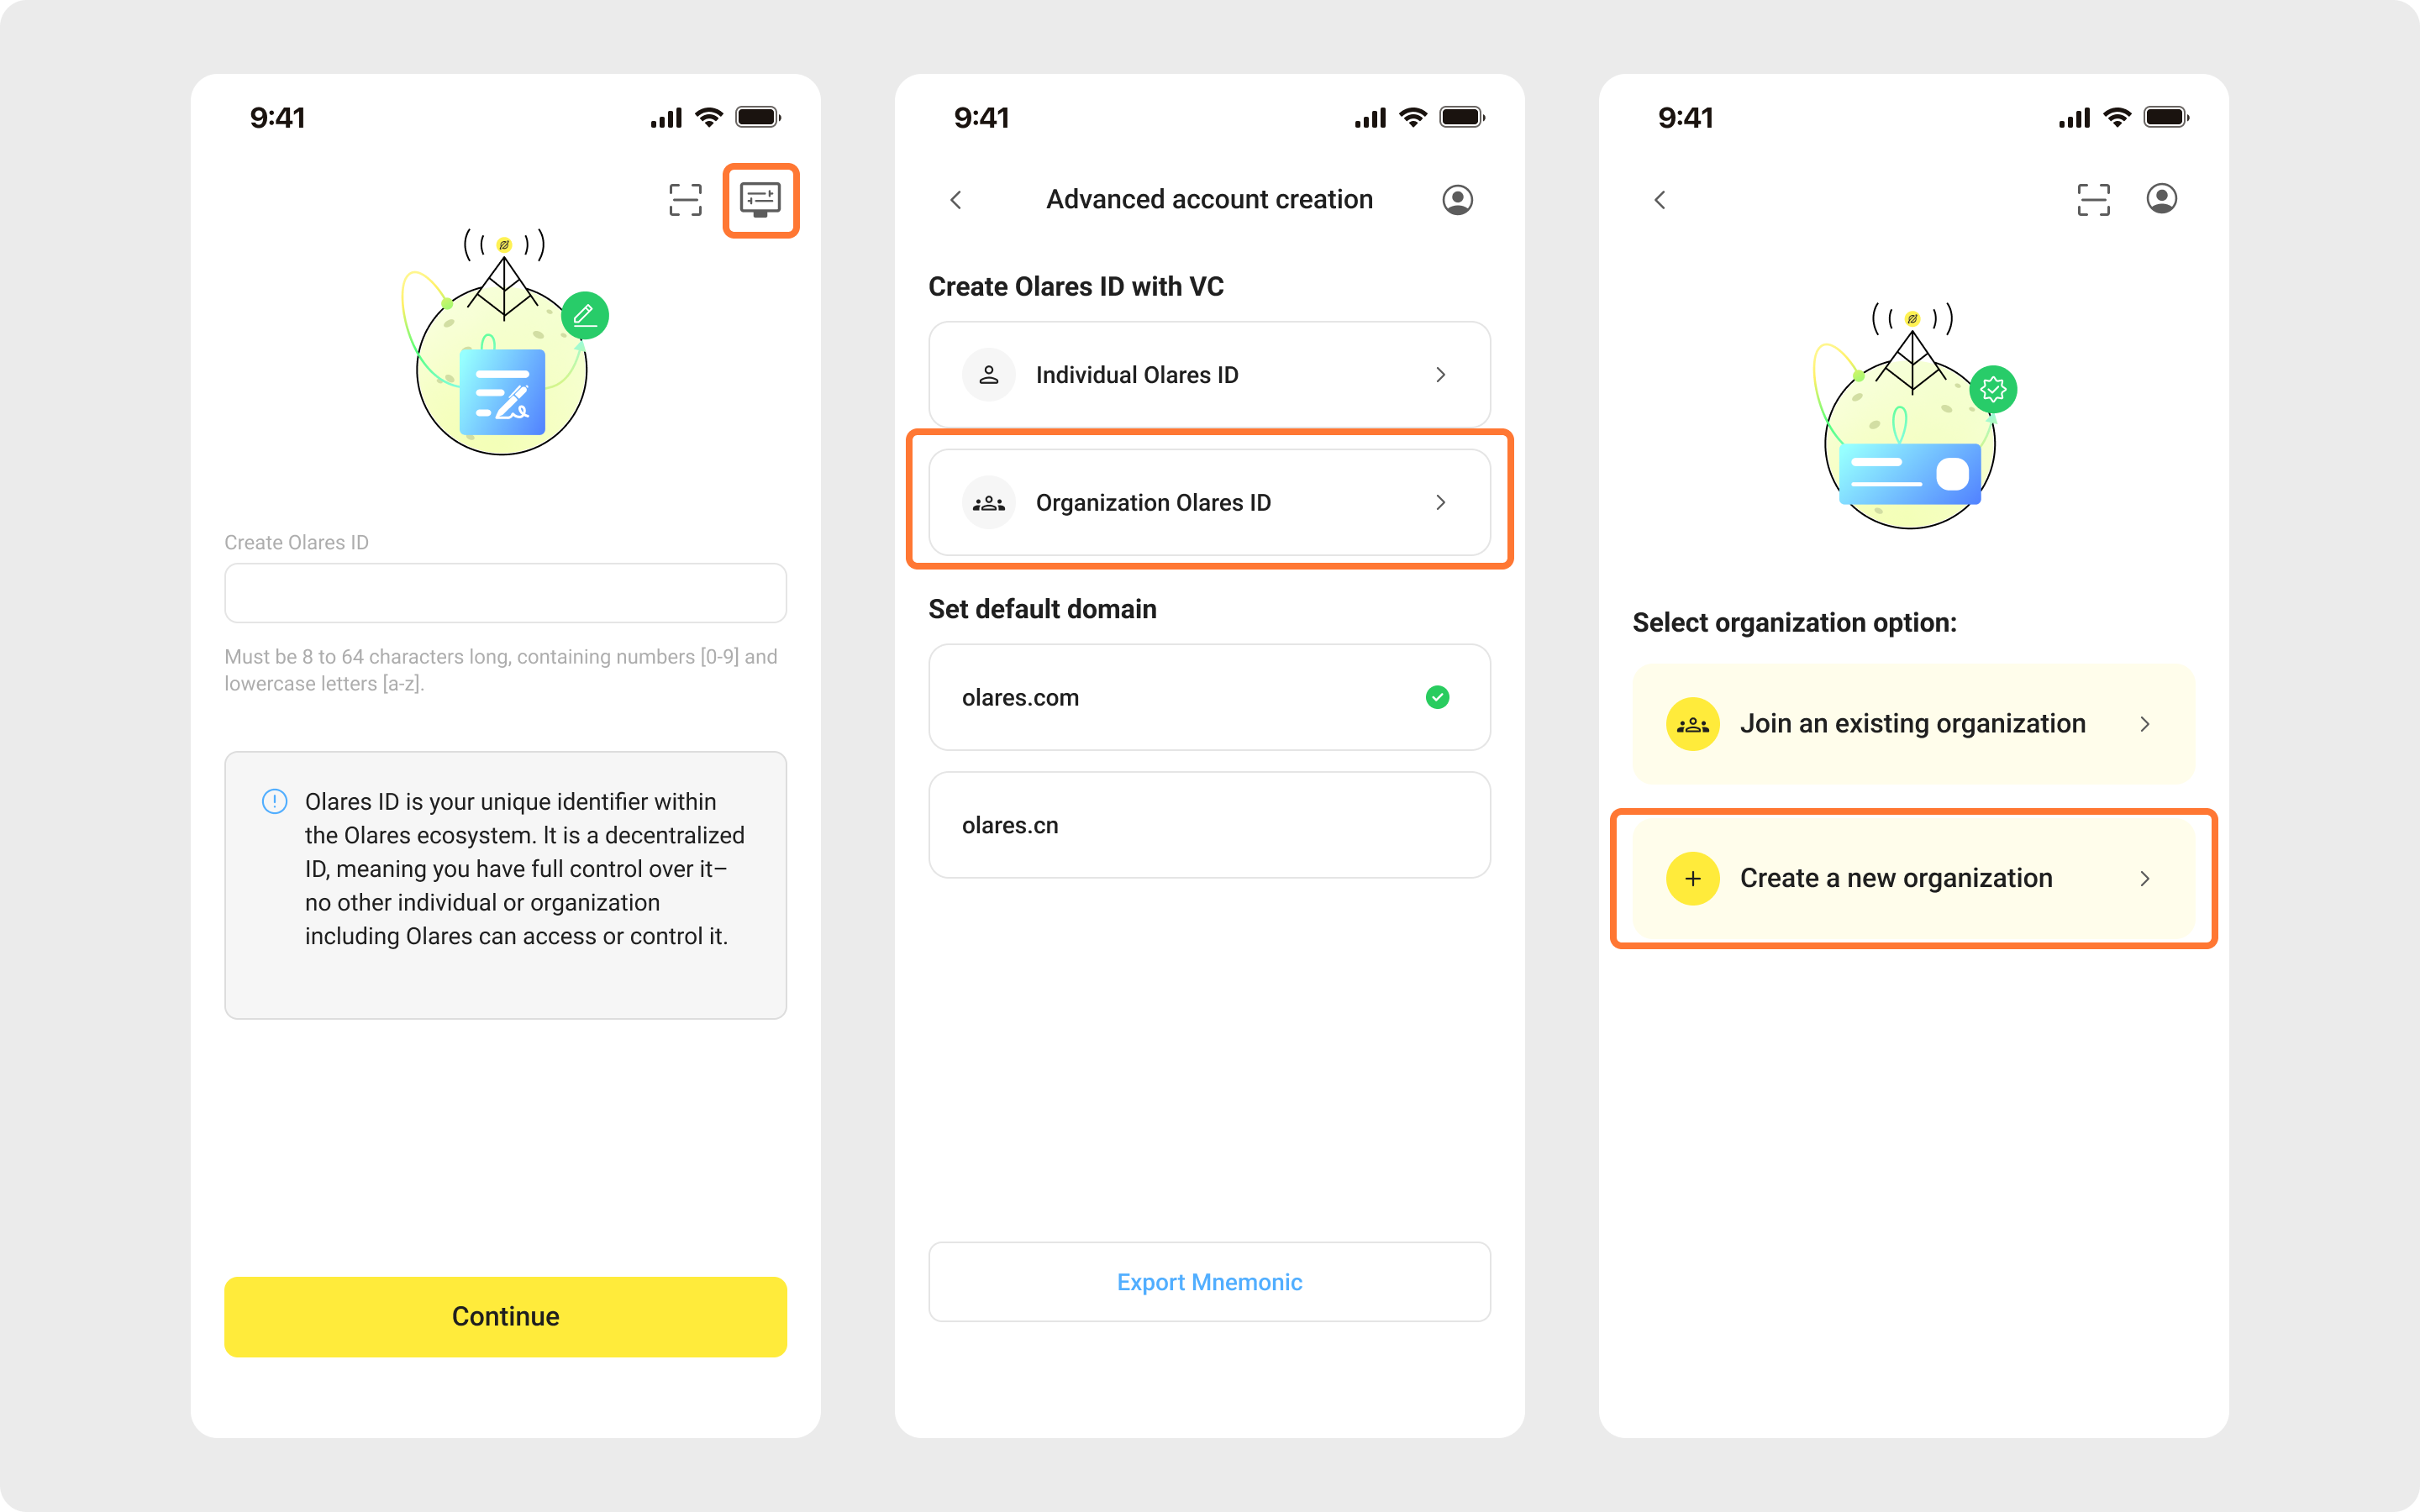 9:41
Create Olares ID
Must be 8 to 64 characters long, containing numbers [0-9] and
lowercase letters [a-z].
Olares ID is your unique identifier within
the Olares ecosystem. It is a decentralized
ID, meaning you have full control over it–
no other individual or organization
including Olares can access or control it.
Continue
9:41
Advanced account creation
Create Olares ID with VC
Individual Olares ID
Organization Olares ID
Set default domain
olares.com
olares.cn
Export Mnemonic
9:41
Select organization option:
Join an existing organization
Create a new organization